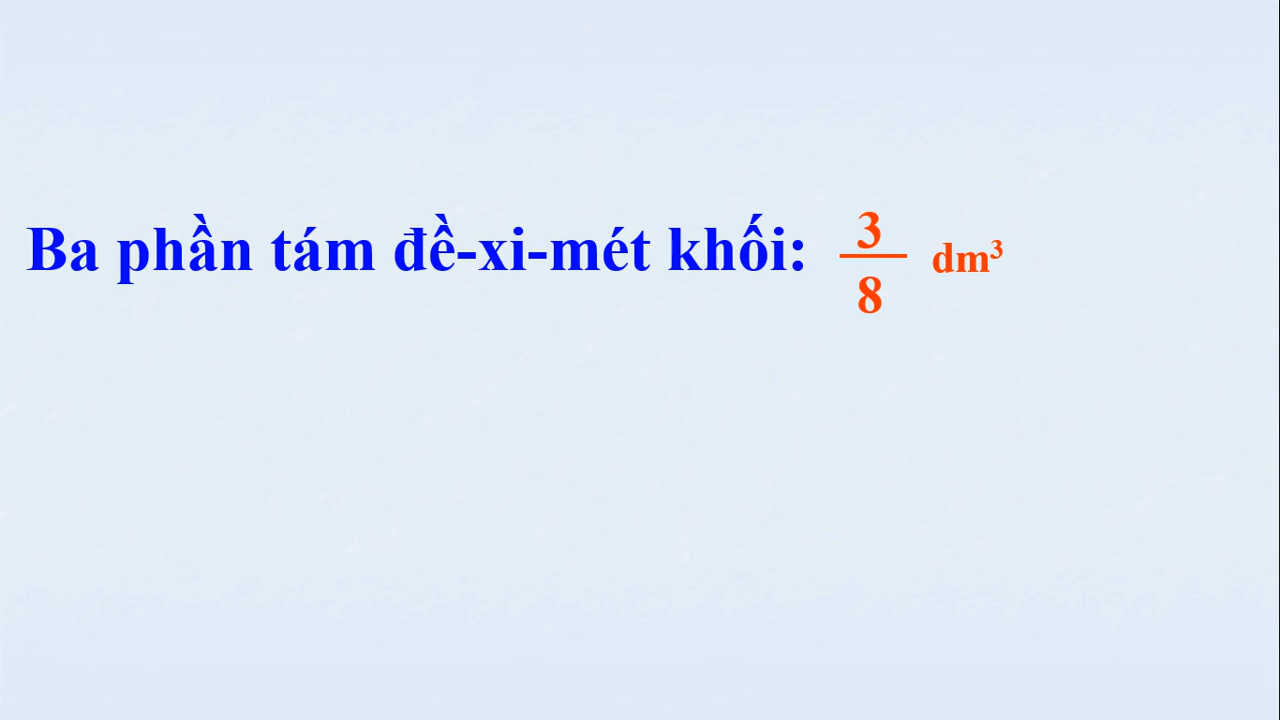 Ba phần tám đề-xi-mét khối: 3/8 dm³